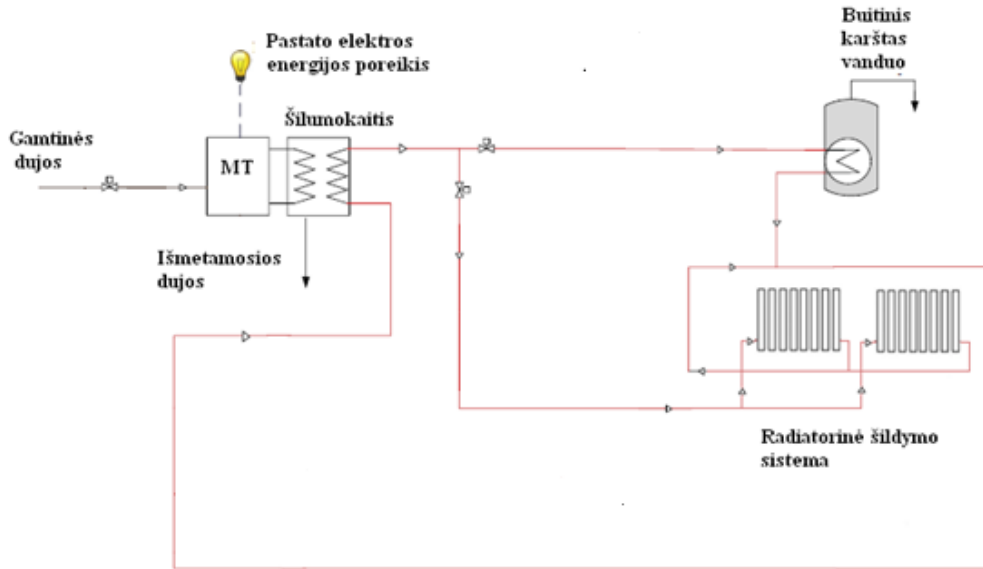 Pastato elektros
energijos poreikis
Buitinis
karštas
vanduo
Šilumokaitis
Gamtinės
dujos
MT
Išmetamosios
dujos
Radiatorinė šildymo
sistema